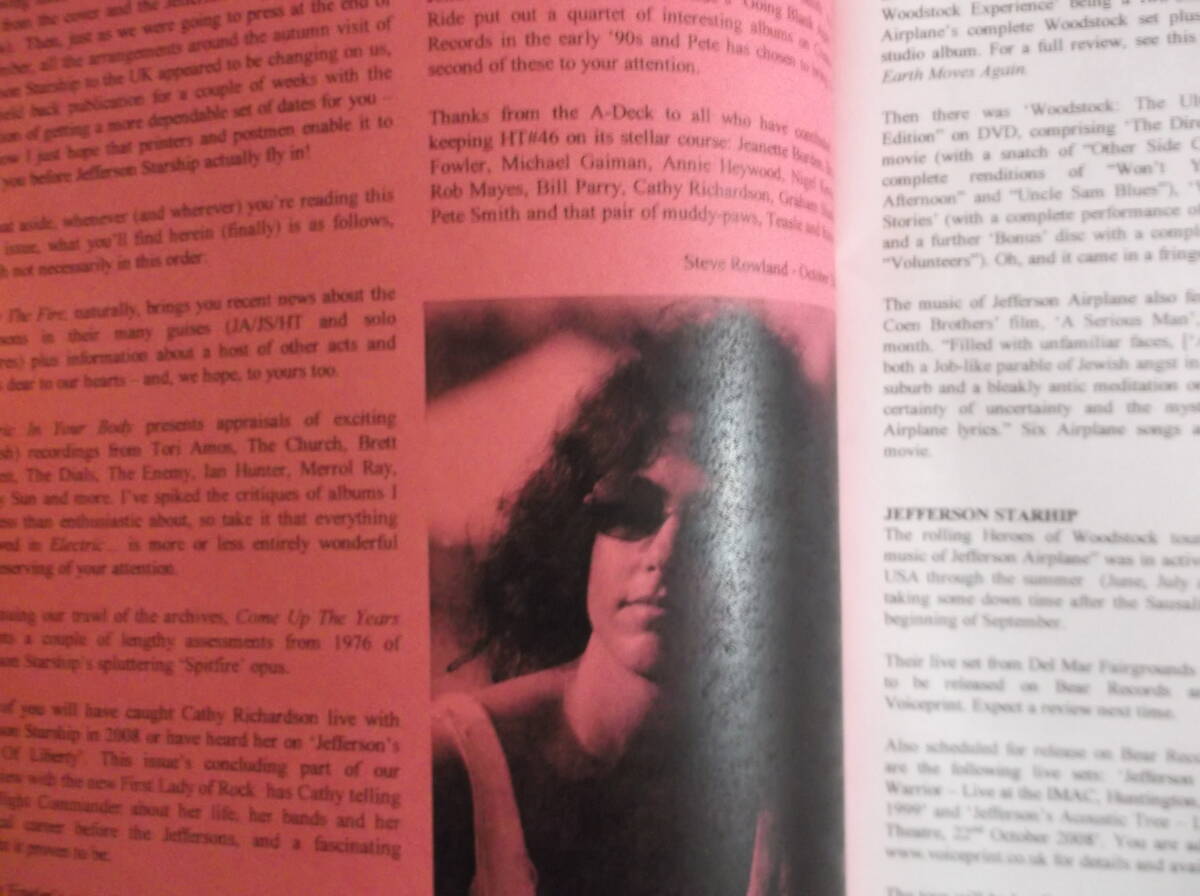 from the cover and the
Then, just as we were going to press at the end of
all the arrangements around the autumn visit of
Starship to the UK appeared to be changing on us,
held back publication for a couple of weeks with the
of getting a more dependable set of dates for you –
I just hope that printers and postmen enable it to
you before Jefferson Starship actually fly in!
aside, whenever (and wherever) you're reading this
issue, what you'll find herein (finally) is as follows,
not necessarily in this order:
The Fire, naturally, brings you recent news about the
in their many guises (JA/JS/HT and solo
plus information about a host of other acts and
dear to our hearts – and, we hope, to yours too.
In Your Body presents appraisals of exciting
recordings from Tori Amos, The Church, Brett
The Dials, The Enemy, Ian Hunter, Merrol Ray,
Sun and more. I've spiked the critiques of albums I
than enthusiastic about, so take it that everything
in Electric... is more or less entirely wonderful
of your attention.
our trawl of the archives, Come Up The Years
a couple of lengthy assessments from 1976 of
Starship's spluttering 'Spitfire' opus.
of you will have caught Cathy Richardson live with
Starship in 2008 or have heard her on 'Jefferson's
Of Liberty'. This issue's concluding part of our
with the new First Lady of Rock has Cathy telling
Flight Commander about her life, her bands and her
career before the Jeffersons, and a fascinating
it proven to be.
'Going Blank
Ride put out a quartet of interesting albums on
Records in the early '90s and Pete has chosen to
second of these to your attention.
Thanks from the A-Deck to all who have
keeping HT#46 on its stellar course: Jeanette
Fowler, Michael Gaiman, Annie Heywood, Nigel
Rob Mayes, Bill Parry, Cathy Richardson, Graham
Pete Smith and that pair of muddy-paws, Teasie and
Steve Rowland - October
Woodstock Experience' being a
Airplane's complete Woodstock set plus
studio album. For a full review, see this
Earth Moves Again.
Then there was 'Woodstock: The
Edition" on DVD, comprising 'The
movie (with a snatch of "Other Side
complete renditions of "Won't
Afternoon" and "Uncle Sam Blues"),
Stories' (with a complete performance
and a further 'Bonus' disc with a
"Volunteers"). Oh, and it came in a
The music of Jefferson Airplane also
Coen Brothers' film, 'A Serious Man',
month. "Filled with unfamiliar faces,
both a Job-like parable of Jewish angst
suburb and a bleakly antic meditation
certainty of uncertainty and the
Airplane lyrics." Six Airplane songs
movie.
JEFFERSON STARHIP
The rolling Heroes of Woodstock
music of Jefferson Airplane" was in
USA through the summer (June, July
taking some down time after the
beginning of September.
Their live set from Del Mar Fairgrounds
to be released on Bear Records
Voiceprint. Expect a review next time.
Also scheduled for release on Bear
are the following live sets: 'Jefferson
Warrior – Live at the IMAC, Huntington
1999' and 'Jefferson's Acoustic Tree –
Theatre, 22nd October 2008'. You are
www.voiceprint.co.uk for details and